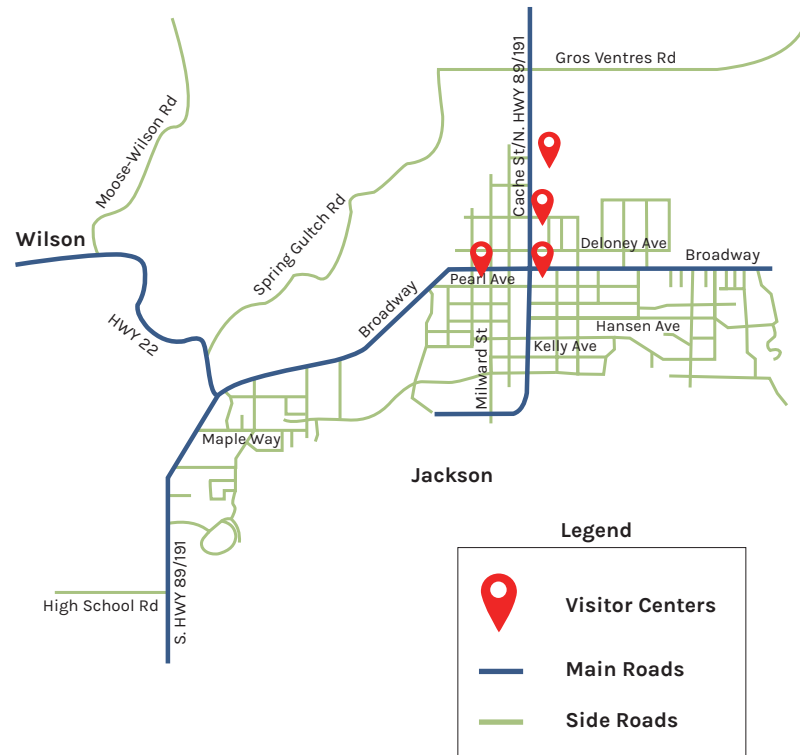 Gros Ventres Rd
Cache St/N. HWY 89/191
Moose-Wilson Rd
Spring Gultch Rd
Wilson
Deloney Ave
Broadway
Pearl Ave
HWY 22
Broadway
Hansen Ave
Milward St
Kelly Ave
Maple Way
Jackson
S. HWY 89/191
High School Rd
Legend
Visitor Centers
Main Roads
Side Roads